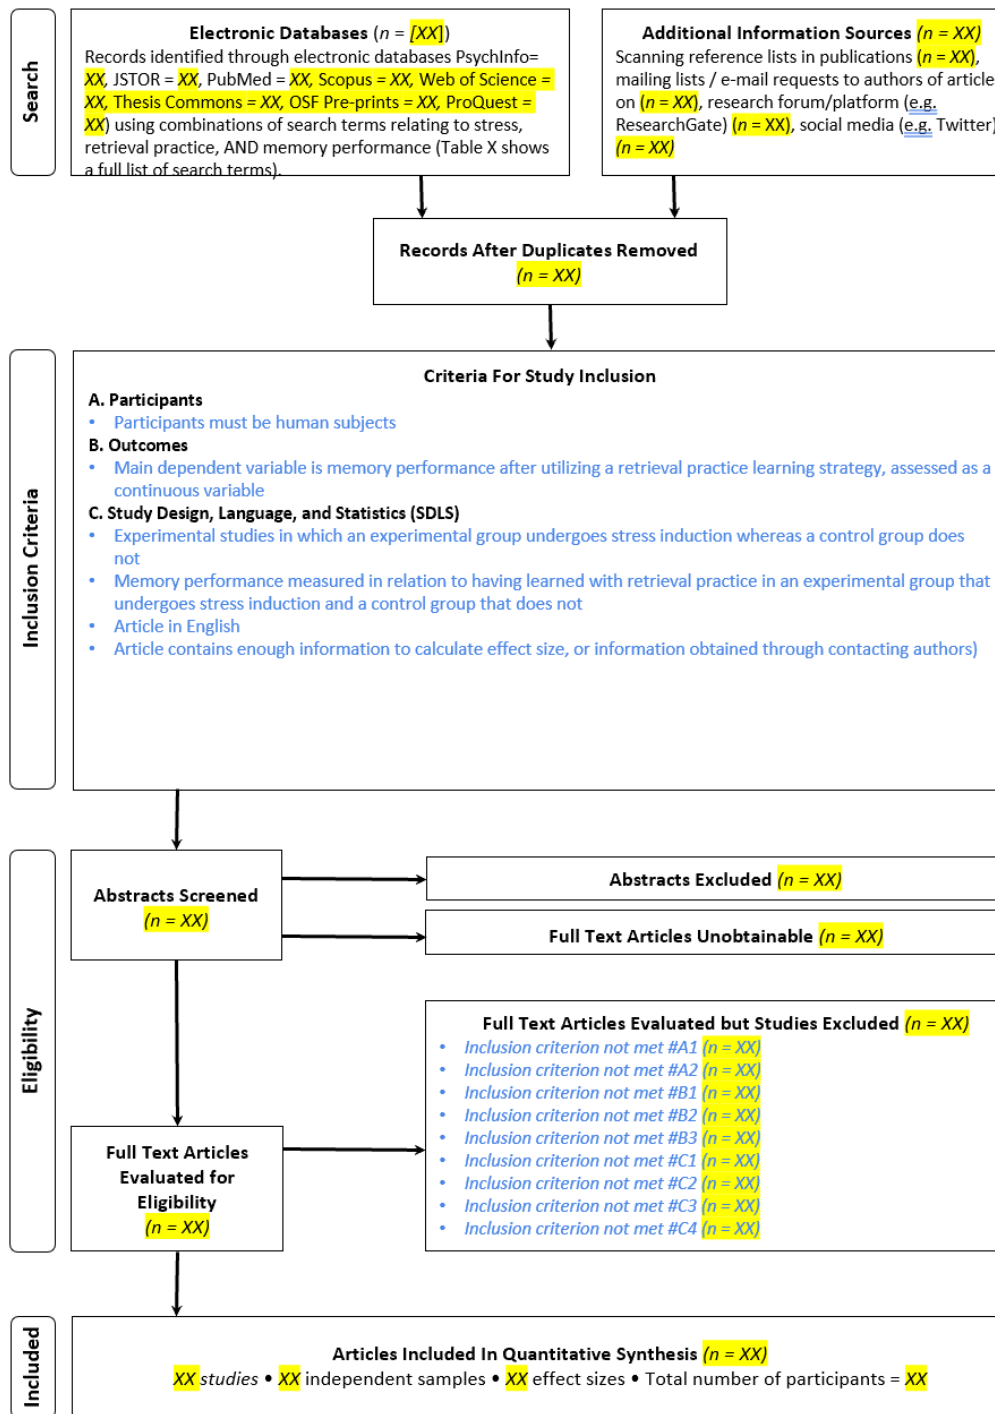 Search
Electronic Databases (n = [XX])
Records identified through electronic databases PsychInfo=
XX, JSTOR = XX, PubMed = XX, Scopus = XX, Web of Science =
XX, Thesis Commons = XX, OSF Pre-prints = XX, ProQuest =
XX) using combinations of search terms relating to stress,
retrieval practice, AND memory performance (Table X shows
a full list of search terms).
Additional Information Sources (n = XX)
Scanning reference lists in publications (n = XX),
mailing lists / e-mail requests to authors of article
on (n = XX), research forum/platform (e.g.
ResearchGate) (n = XX), social media (e.g. Twitter)
(n = XX)
Records After Duplicates Removed
(n = XX)
Inclusion Criteria
Criteria For Study Inclusion
A. Participants
• Participants must be human subjects
B. Outcomes
• Main dependent variable is memory performance after utilizing a retrieval practice learning strategy, assessed as a
continuous variable
C. Study Design, Language, and Statistics (SDLS)
• Experimental studies in which an experimental group undergoes stress induction whereas a control group does
not
• Memory performance measured in relation to having learned with retrieval practice in an experimental group that
undergoes stress induction and a control group that does not
• Article in English
• Article contains enough information to calculate effect size, or information obtained through contacting authors)
Eligibility
Abstracts Screened
(n = XX)
Abstracts Excluded (n = XX)
Full Text Articles Unobtainable (n = XX)
Full Text Articles Evaluated but Studies Excluded (n = XX)
• Inclusion criterion not met #A1 (n = XX)
• Inclusion criterion not met #A2 (n = XX)
• Inclusion criterion not met #B1 (n = XX)
• Inclusion criterion not met #B2 (n = XX)
• Inclusion criterion not met #B3 (n = XX)
• Inclusion criterion not met #C1 (n = XX)
• Inclusion criterion not met #C2 (n = XX)
• Inclusion criterion not met #C3 (n = XX)
• Inclusion criterion not met #C4 (n = XX)
Full Text Articles
Evaluated for
Eligibility
(n = XX)
Included
Articles Included In Quantitative Synthesis (n = XX)
XX studies • XX independent samples • XX effect sizes • Total number of participants = XX